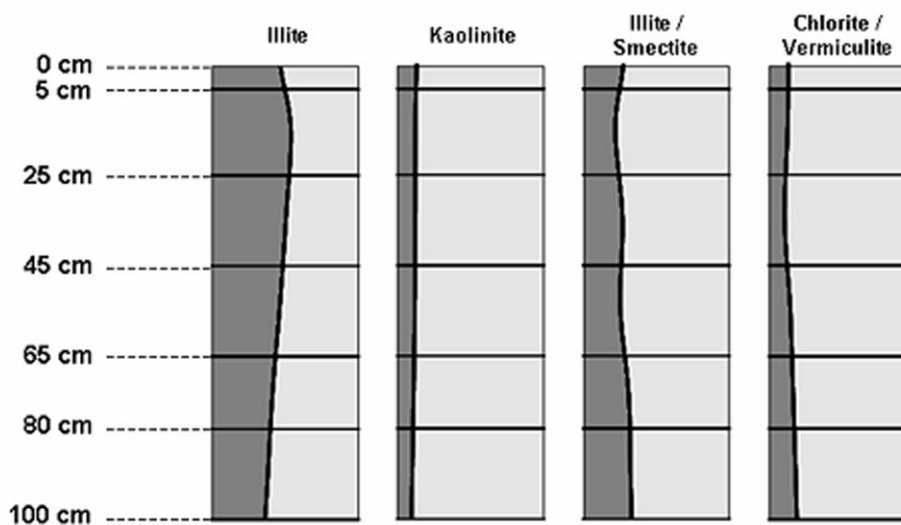 Illite
Kaolinite
Illite /
Smectite
Chlorite /
Vermiculite
0 cm
5 cm
25 cm
45 cm
65 cm
80 cm
100 cm